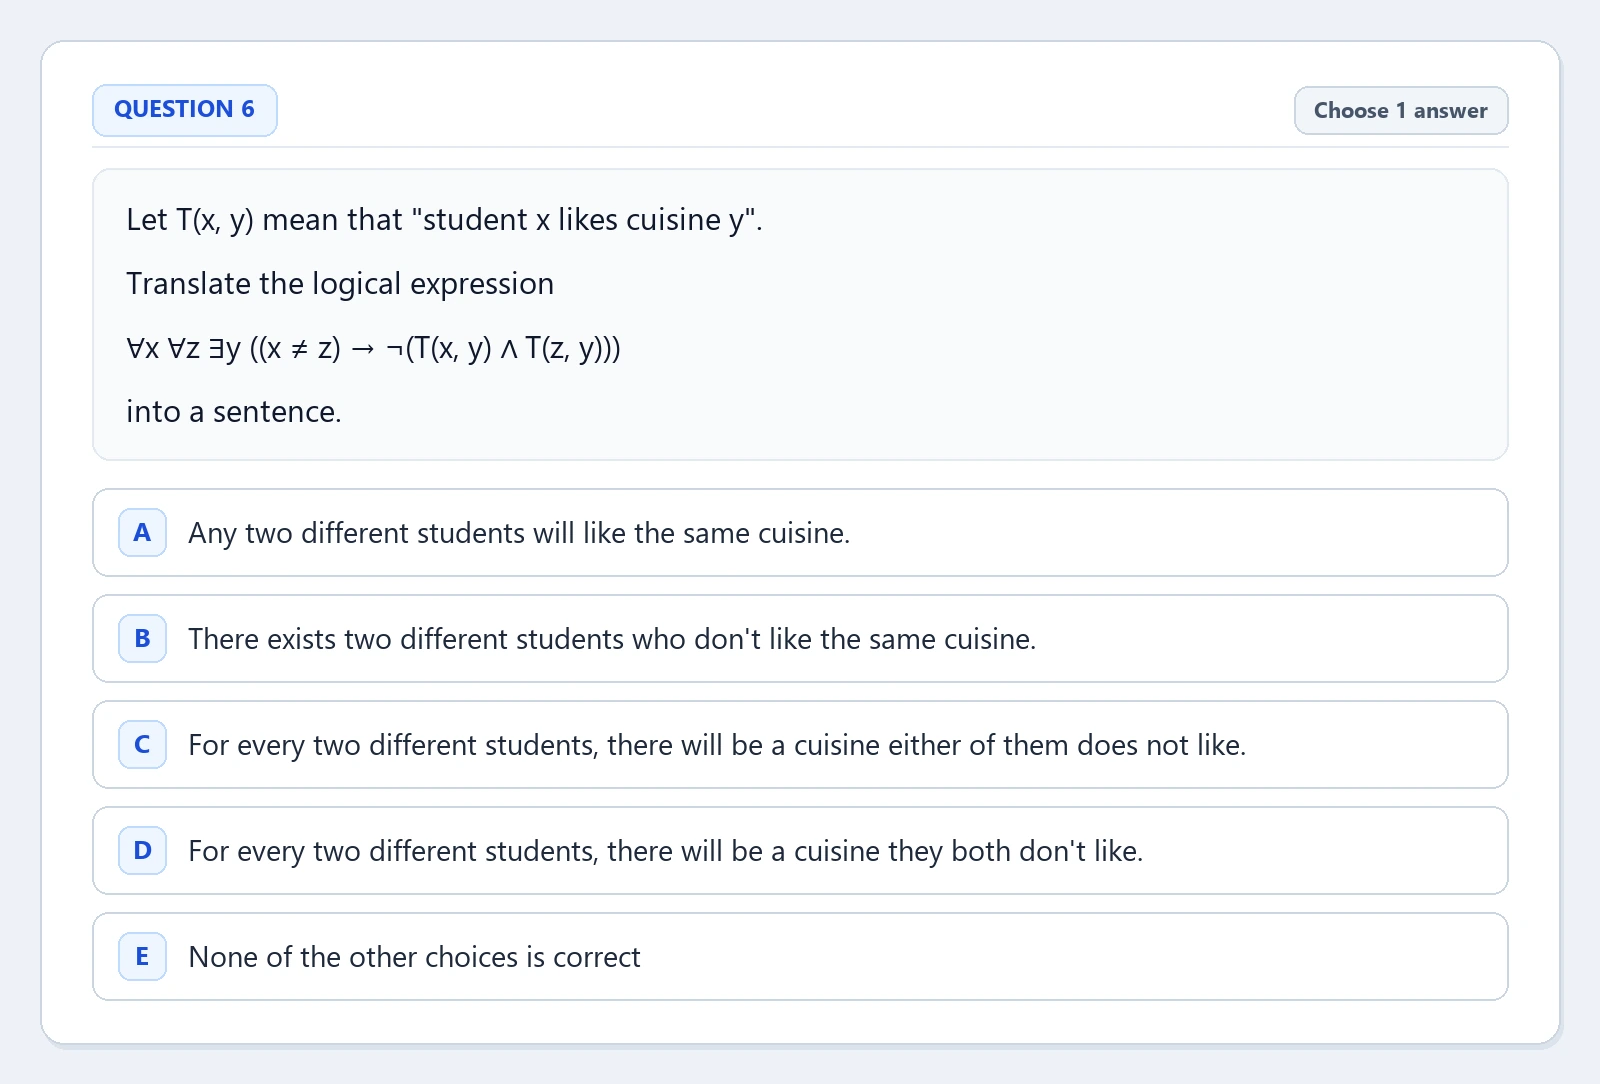 QUESTION 6
Choose 1 answer
Let T(x, y) mean that "student x likes cuisine y".
Translate the logical expression
∀x ∀z ∃y ((x ≠ z) → ¬(T(x, y) ∧ T(z, y)))
into a sentence.
A Any two different students will like the same cuisine.
B There exists two different students who don't like the same cuisine.
C For every two different students, there will be a cuisine either of them does not like.
D For every two different students, there will be a cuisine they both don't like.
E None of the other choices is correct